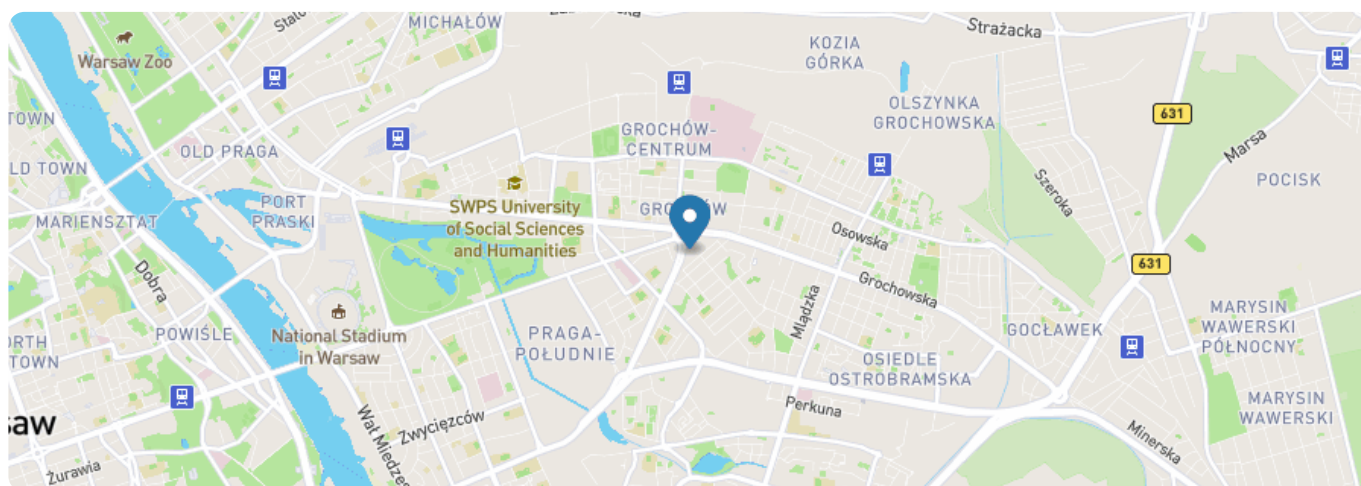 MICHAŁÓW
Strażacka
KOZIA
GÓRKA
Warsaw Zoo
OLSZYNKA
GROCHOWSKA
631
TOWN
GROCHÓW-
CENTRUM
Marsa
OLD PRAGA
LD TOWN
Szeroka
POCISK
PORT
PRASKI
SWPS University
of Social Sciences
and Humanities
MARIENSZTAT
Osowska
631
Dobra
Grochowska
Mlądzka
MARYSIN
WAWERSKI
PÓŁNOCNY
POWIŚLE
National Stadium
in Warsaw
PRAGA-
POŁUDNIE
GOCŁAWEK
ORTH
TOWN
OSIEDLE
OSTROBRAMSKA
Perkuna
MARYSIN
WAWERSKI
saw
Zwycięzców
Minerska
Żurawia